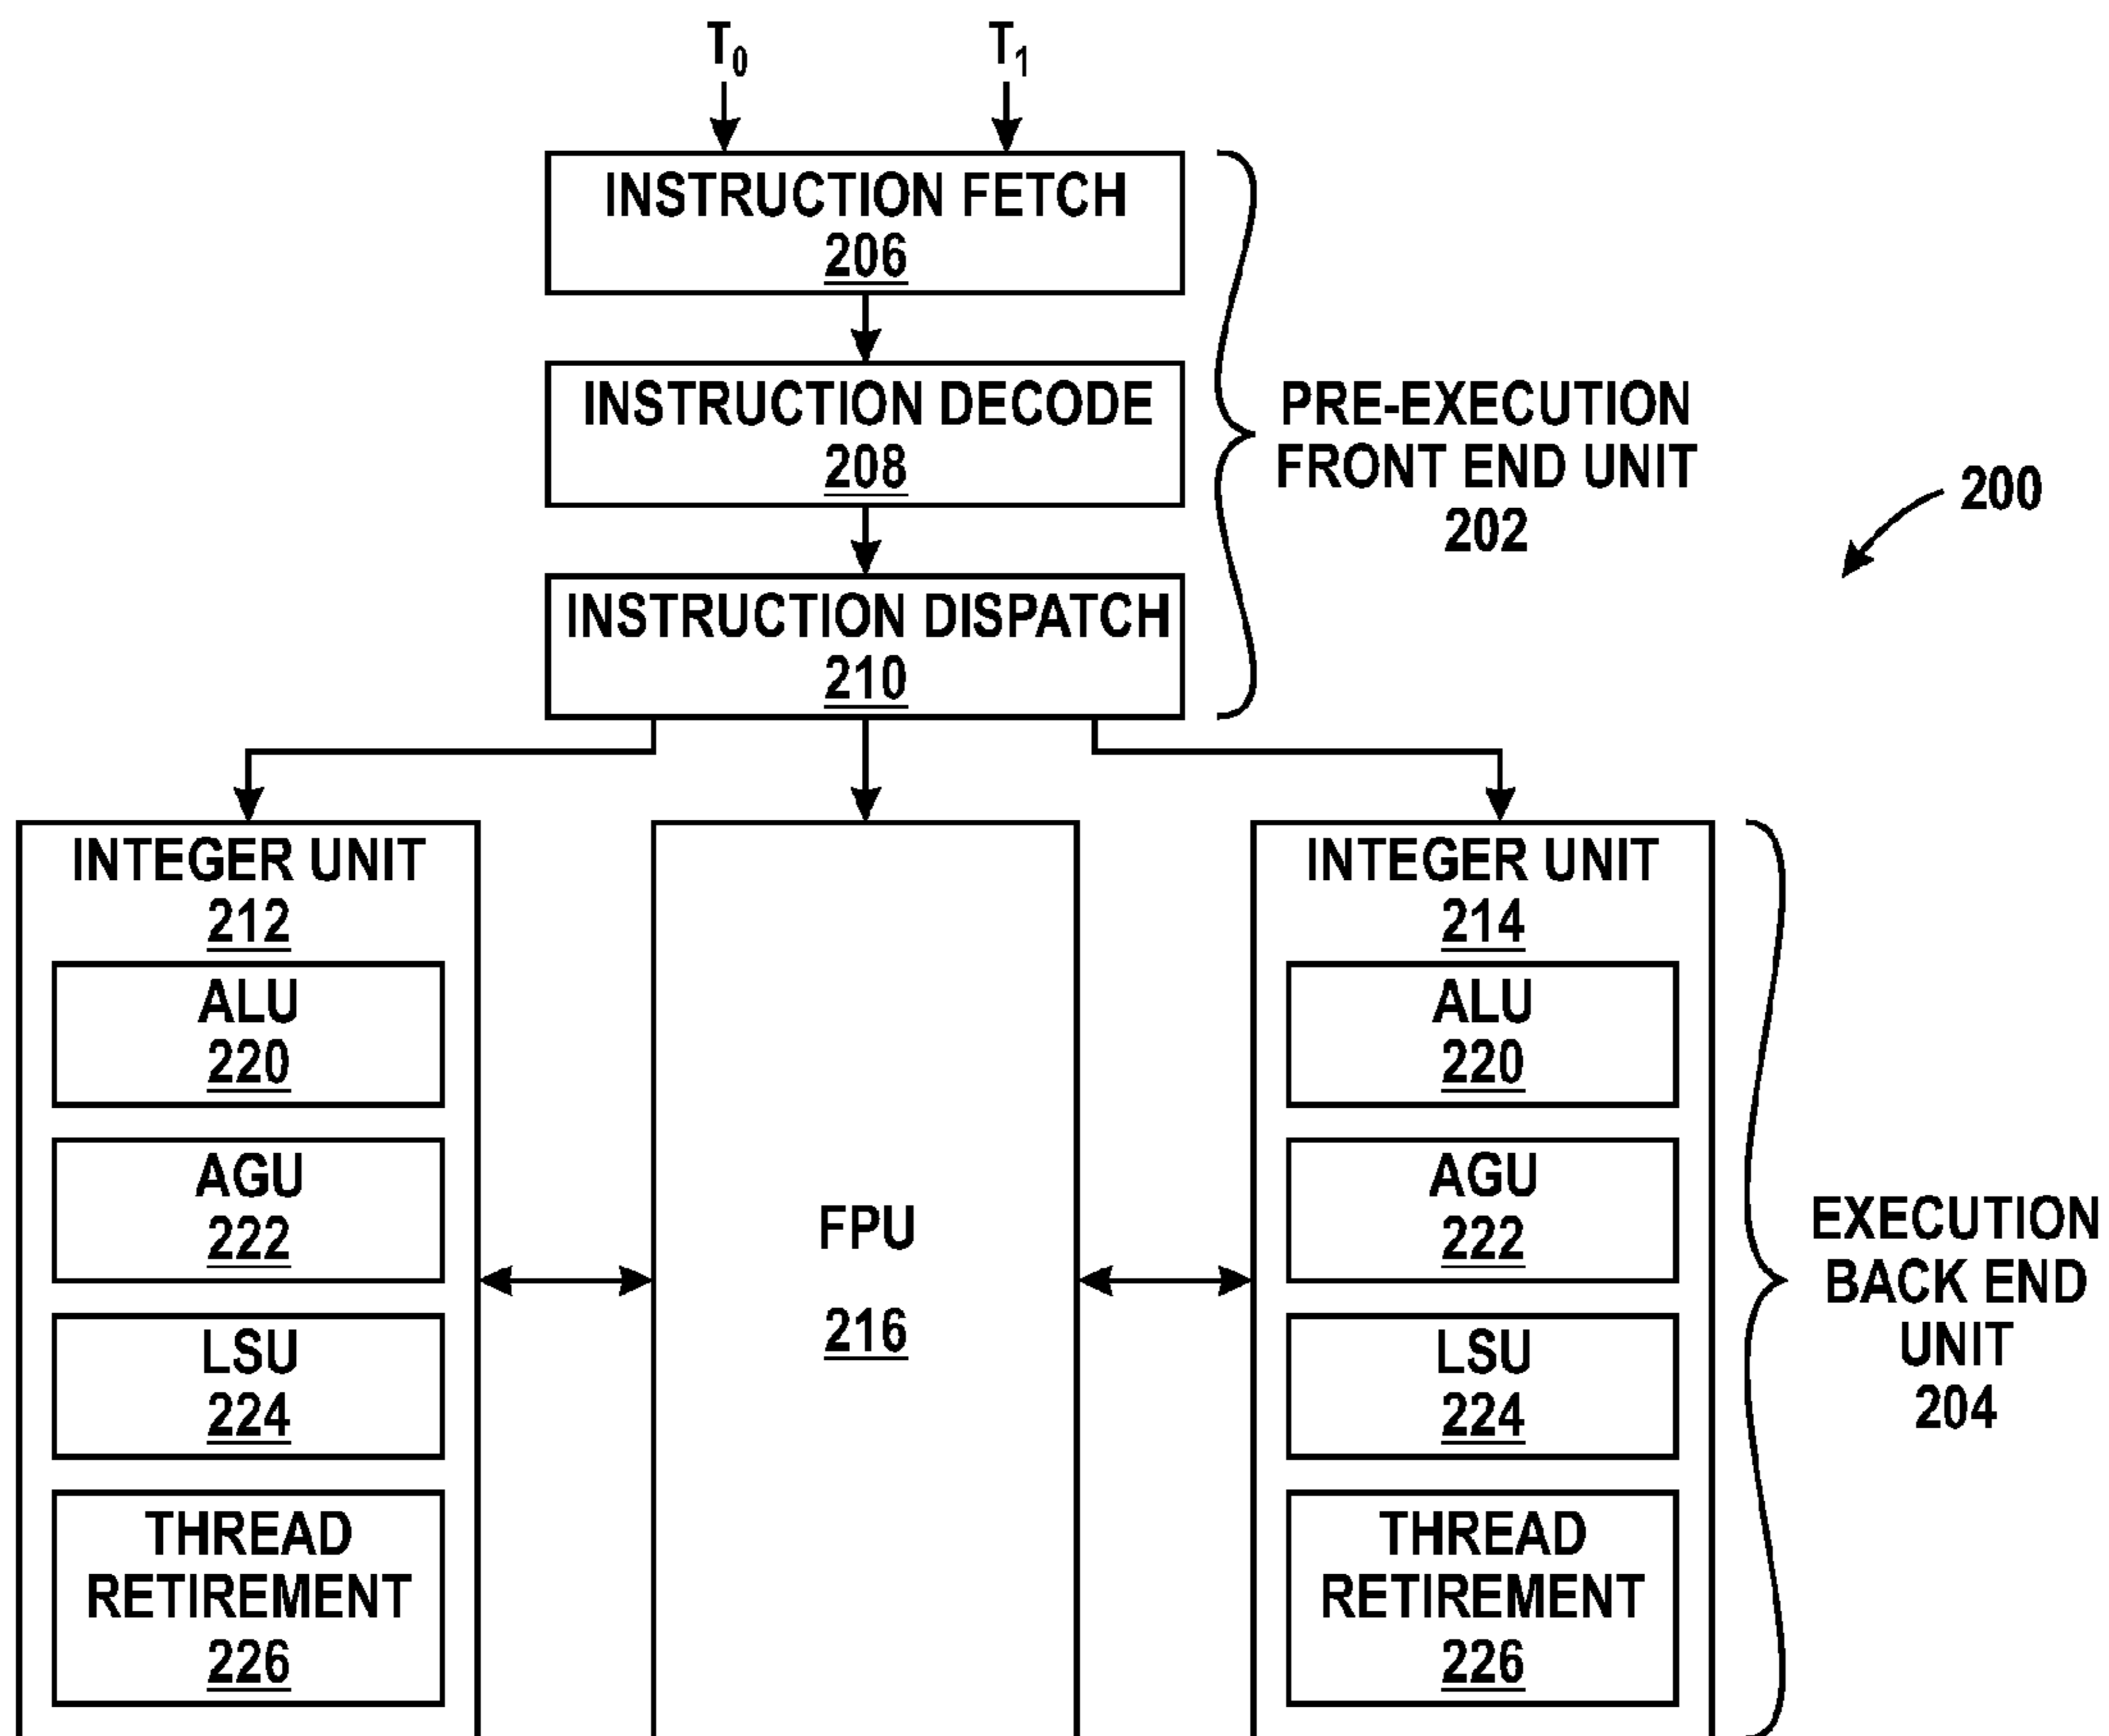 T0
T1
INSTRUCTION FETCH
206
INSTRUCTION DECODE
208
INSTRUCTION DISPATCH
210
PRE-EXECUTION
FRONT END UNIT
202
200
INTEGER UNIT
212
ALU
220
AGU
222
LSU
224
THREAD
RETIREMENT
226
FPU
216
INTEGER UNIT
214
ALU
220
AGU
222
LSU
224
THREAD
RETIREMENT
226
EXECUTION
BACK END
UNIT
204